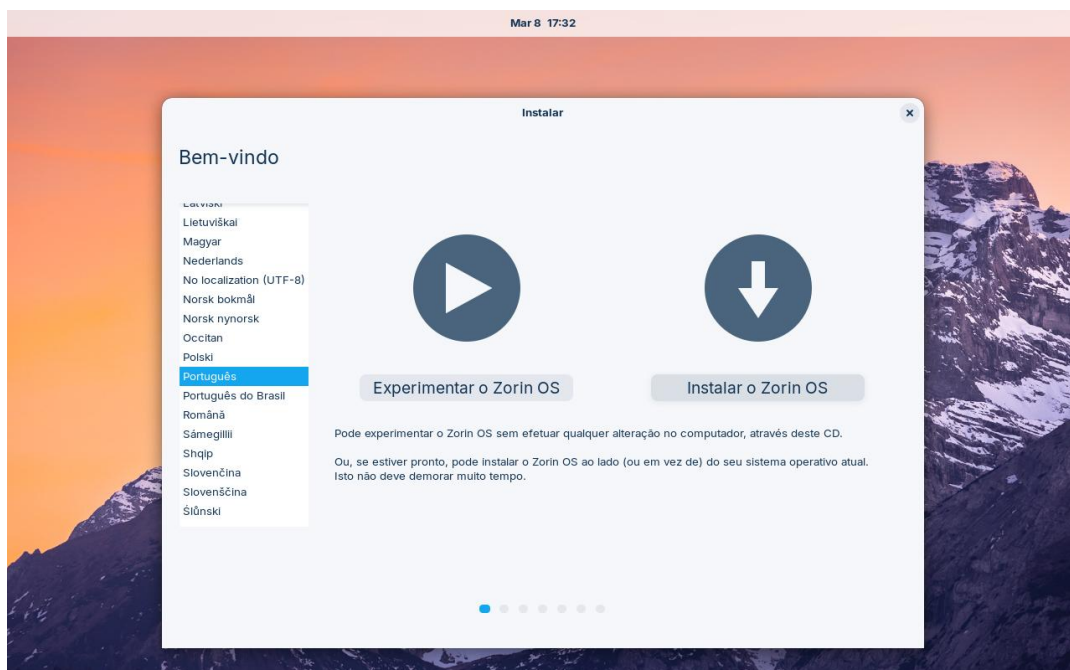 Mar 8 17:32
Instalar
Bem-vindo
Latviski
Lietuviškai
Magyar
Nederlands
No localization (UTF-8)
Norsk bokmål
Norsk nynorsk
Occitan
Polski
Português
Português do Brasil
Română
Sámegillii
Shqip
Slovenčina
Slovenščina
Ślůnski
Experimentar o Zorin OS
Instalar o Zorin OS
Pode experimentar o Zorin OS sem efetuar qualquer alteração no computador, através deste CD.
Ou, se estiver pronto, pode instalar o Zorin OS ao lado (ou em vez de) do seu sistema operativo atual.
Isto não deve demorar muito tempo.